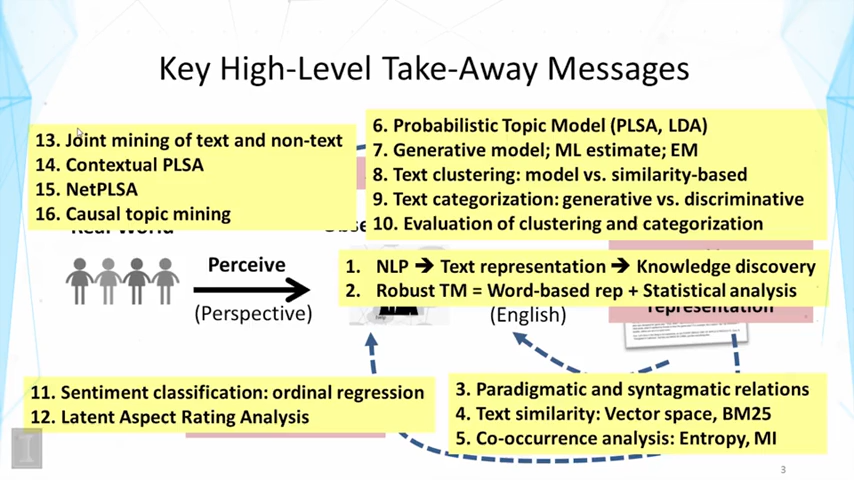 Key High-Level Take-Away Messages
13. Joint mining of text and non-text
14. Contextual PLSA
15. NetPLSA
16. Causal topic mining
6. Probabilistic Topic Model (PLSA, LDA)
7. Generative model; ML estimate; EM
8. Text clustering: model vs. similarity-based
9. Text categorization: generative vs. discriminative
10. Evaluation of clustering and categorization
Real World
Perceive
(Perspective)
1. NLP ➔ Text representation ➔ Knowledge discovery
2. Robust TM = Word-based rep + Statistical analysis
(English)
representation
11. Sentiment classification: ordinal regression
12. Latent Aspect Rating Analysis
3. Paradigmatic and syntagmatic relations
4. Text similarity: Vector space, BM25
5. Co-occurrence analysis: Entropy, MI
3